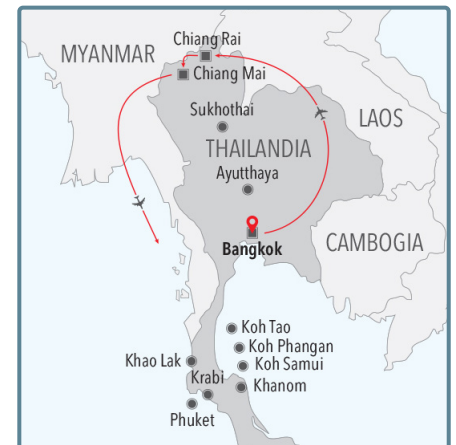 Chiang Rai
MYANMAR
Chiang Mai
Sukhothai
LAOS
THAILANDIA
Ayutthaya
Bangkok
CAMBOGIA
Koh Tao
Koh Phangan
Khao Lak
Koh Samui
Krabi
Khanom
Phuket